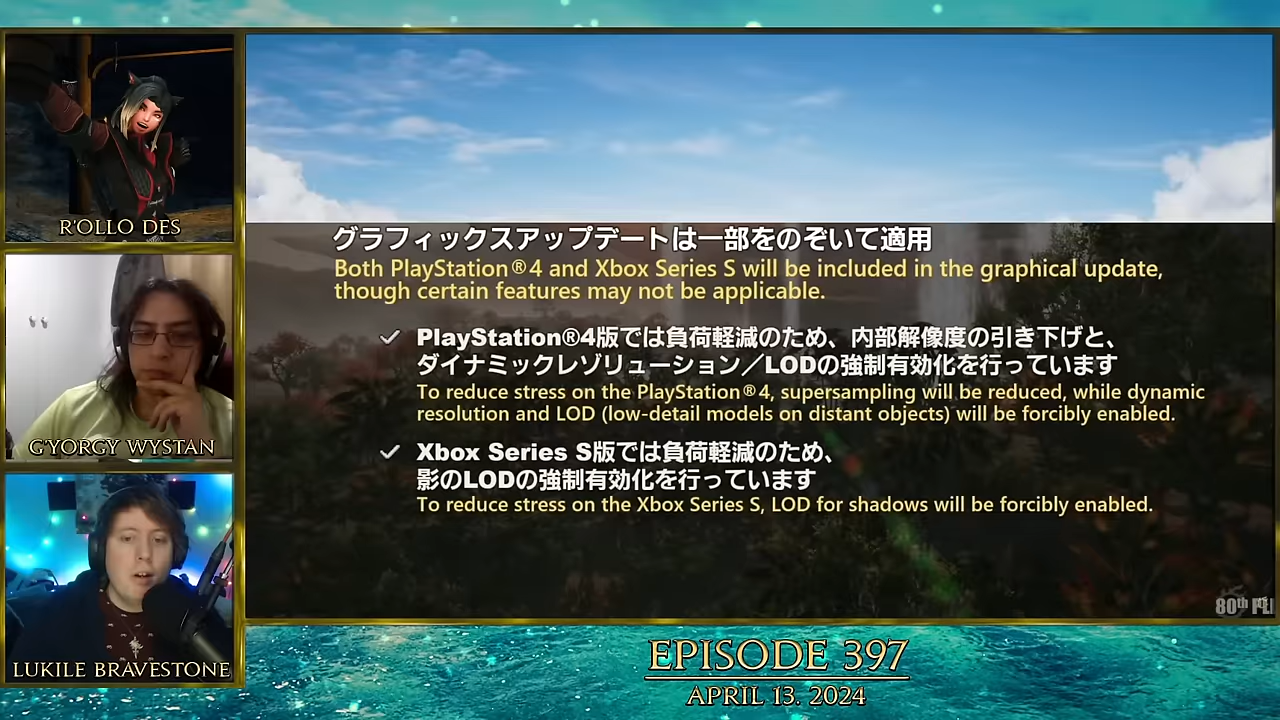 R'OLLO DES
G'YORGY WYSTAN
LUKILE BRAVESTONE
グラフィックスアップデートは一部をのぞいて適用
Both PlayStation®4 and Xbox Series S will be included in the graphical update,
though certain features may not be applicable.
PlayStation®4版では負荷軽減のため、内部解像度の引き下げと、
ダイナミックレゾリューション／LODの強制有効化を行っています
To reduce stress on the PlayStation®4, supersampling will be reduced, while dynamic
resolution and LOD (low-detail models on distant objects) will be forcibly enabled.
Xbox Series S版では負荷軽減のため、
影のLODの強制有効化を行っています
To reduce stress on the Xbox Series S, LOD for shadows will be forcibly enabled.
80th
EPISODE 397
APRIL 13. 2024